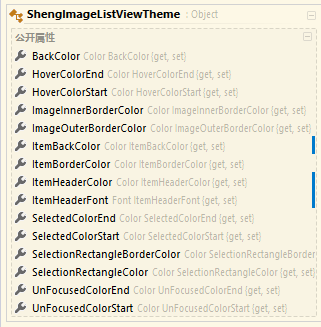 ShengImageListViewTheme : Object
公开属性
BackColor Color BackColor {get, set}
HoverColorEnd Color HoverColorEnd {get, set}
HoverColorStart Color HoverColorStart {get, set}
ImageInnerBorderColor Color ImageInnerBorderColor {get, set}
ImageOuterBorderColor Color ImageOuterBorderColor {get, set}
ItemBackColor Color ItemBackColor {get, set}
ItemBorderColor Color ItemBorderColor {get, set}
ItemHeaderColor Color ItemHeaderColor {get, set}
ItemHeaderFont Font ItemHeaderFont {get, set}
SelectedColorEnd Color SelectedColorEnd {get, set}
SelectedColorStart Color SelectedColorStart {get, set}
SelectionRectangleBorderColor Color SelectionRectangleBorder
SelectionRectangleColor Color SelectionRectangleColor {get, set}
UnFocusedColorEnd Color UnFocusedColorEnd {get, set}
UnFocusedColorStart Color UnFocusedColorStart {get, set}